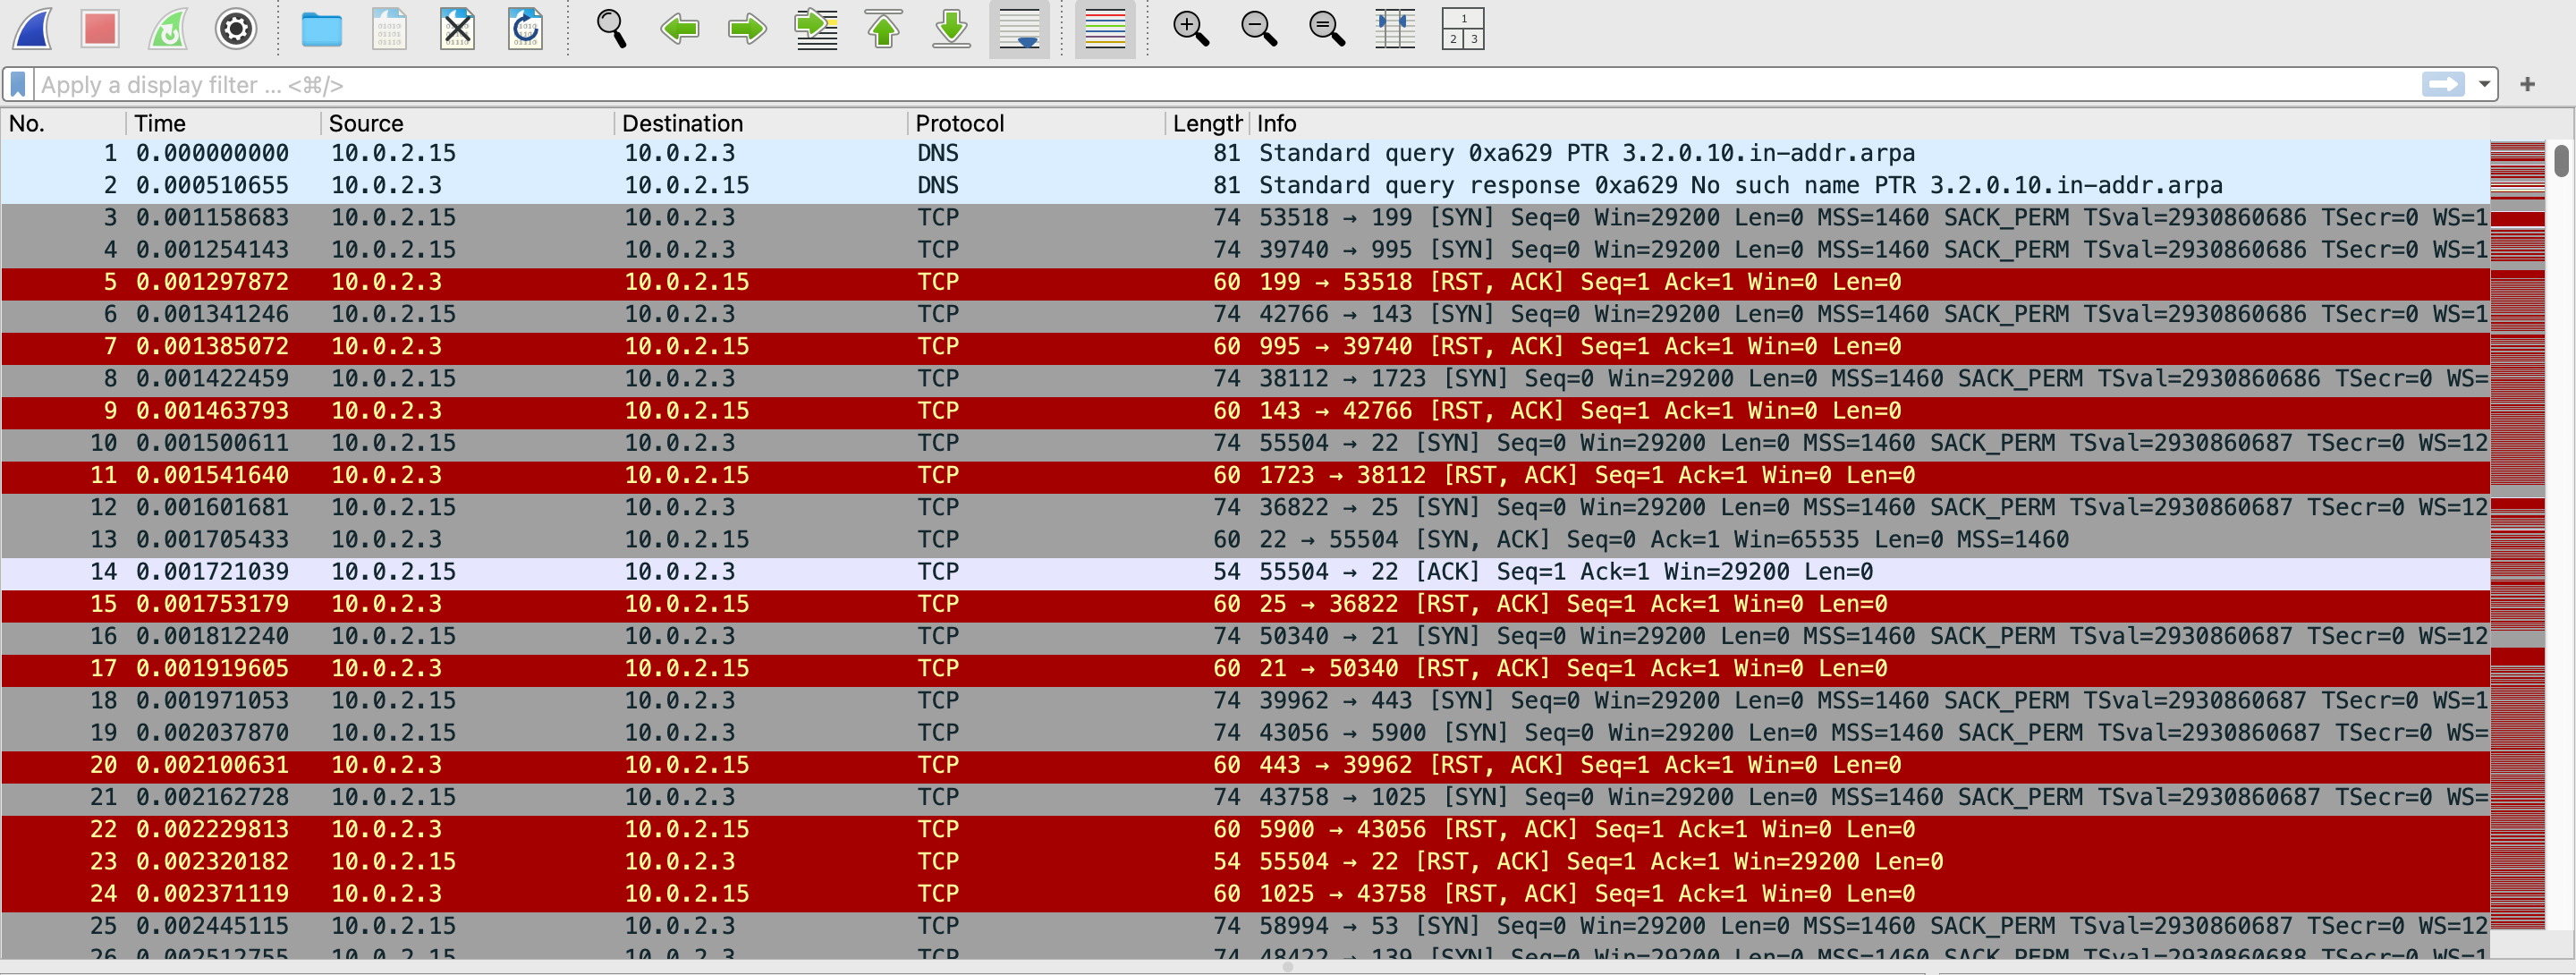 Apply a display filter ... <⌘/>
No. Time Source Destination Protocol Length Info
1 0.000000000 10.0.2.15 10.0.2.3 DNS 81 Standard query 0xa629 PTR 3.2.0.10.in-addr.arpa
2 0.000510655 10.0.2.3 10.0.2.15 DNS 81 Standard query response 0xa629 No such name PTR 3.2.0.10.in-addr.arpa
3 0.001158683 10.0.2.15 10.0.2.3 TCP 74 53518 → 199 [SYN] Seq=0 Win=29200 Len=0 MSS=1460 SACK_PERM TSval=2930860686 TSecr=0 WS=1
4 0.001254143 10.0.2.15 10.0.2.3 TCP 74 39740 → 995 [SYN] Seq=0 Win=29200 Len=0 MSS=1460 SACK_PERM TSval=2930860686 TSecr=0 WS=1
5 0.001297872 10.0.2.3 10.0.2.15 TCP 60 199 → 53518 [RST, ACK] Seq=1 Ack=1 Win=0 Len=0
6 0.001341246 10.0.2.15 10.0.2.3 TCP 74 42766 → 143 [SYN] Seq=0 Win=29200 Len=0 MSS=1460 SACK_PERM TSval=2930860686 TSecr=0 WS=1
7 0.001385072 10.0.2.3 10.0.2.15 TCP 60 995 → 39740 [RST, ACK] Seq=1 Ack=1 Win=0 Len=0
8 0.001422459 10.0.2.15 10.0.2.3 TCP 74 38112 → 1723 [SYN] Seq=0 Win=29200 Len=0 MSS=1460 SACK_PERM TSval=2930860686 TSecr=0 WS=
9 0.001463793 10.0.2.3 10.0.2.15 TCP 60 143 → 42766 [RST, ACK] Seq=1 Ack=1 Win=0 Len=0
10 0.001500611 10.0.2.15 10.0.2.3 TCP 74 55504 → 22 [SYN] Seq=0 Win=29200 Len=0 MSS=1460 SACK_PERM TSval=2930860687 TSecr=0 WS=12
11 0.001541640 10.0.2.3 10.0.2.15 TCP 60 1723 → 38112 [RST, ACK] Seq=1 Ack=1 Win=0 Len=0
12 0.001601681 10.0.2.15 10.0.2.3 TCP 74 36822 → 25 [SYN] Seq=0 Win=29200 Len=0 MSS=1460 SACK_PERM TSval=2930860687 TSecr=0 WS=12
13 0.001705433 10.0.2.3 10.0.2.15 TCP 60 22 → 55504 [SYN, ACK] Seq=0 Ack=1 Win=65535 Len=0 MSS=1460
14 0.001721039 10.0.2.15 10.0.2.3 TCP 54 55504 → 22 [ACK] Seq=1 Ack=1 Win=29200 Len=0
15 0.001753179 10.0.2.3 10.0.2.15 TCP 60 25 → 36822 [RST, ACK] Seq=1 Ack=1 Win=0 Len=0
16 0.001812240 10.0.2.15 10.0.2.3 TCP 74 50340 → 21 [SYN] Seq=0 Win=29200 Len=0 MSS=1460 SACK_PERM TSval=2930860687 TSecr=0 WS=12
17 0.001919605 10.0.2.3 10.0.2.15 TCP 60 21 → 50340 [RST, ACK] Seq=1 Ack=1 Win=0 Len=0
18 0.001971053 10.0.2.15 10.0.2.3 TCP 74 39962 → 443 [SYN] Seq=0 Win=29200 Len=0 MSS=1460 SACK_PERM TSval=2930860687 TSecr=0 WS=1
19 0.002037870 10.0.2.15 10.0.2.3 TCP 74 43056 → 5900 [SYN] Seq=0 Win=29200 Len=0 MSS=1460 SACK_PERM TSval=2930860687 TSecr=0 WS=
20 0.002100631 10.0.2.3 10.0.2.15 TCP 60 443 → 39962 [RST, ACK] Seq=1 Ack=1 Win=0 Len=0
21 0.002162728 10.0.2.15 10.0.2.3 TCP 74 43758 → 1025 [SYN] Seq=0 Win=29200 Len=0 MSS=1460 SACK_PERM TSval=2930860687 TSecr=0 WS=
22 0.002229813 10.0.2.3 10.0.2.15 TCP 60 5900 → 43056 [RST, ACK] Seq=1 Ack=1 Win=0 Len=0
23 0.002320182 10.0.2.15 10.0.2.3 TCP 54 55504 → 22 [RST, ACK] Seq=1 Ack=1 Win=29200 Len=0
24 0.002371119 10.0.2.3 10.0.2.15 TCP 60 1025 → 43758 [RST, ACK] Seq=1 Ack=1 Win=0 Len=0
25 0.002445115 10.0.2.15 10.0.2.3 TCP 74 58994 → 53 [SYN] Seq=0 Win=29200 Len=0 MSS=1460 SACK_PERM TSval=2930860687 TSecr=0 WS=12
26 0.002512755 10.0.2.15 10.0.2.3 TCP 74 48422 → 139 [SYN] Seq=0 Win=29200 Len=0 MSS=1460 SACK_PERM TSval=2930860688 TSecr=0 WS=1